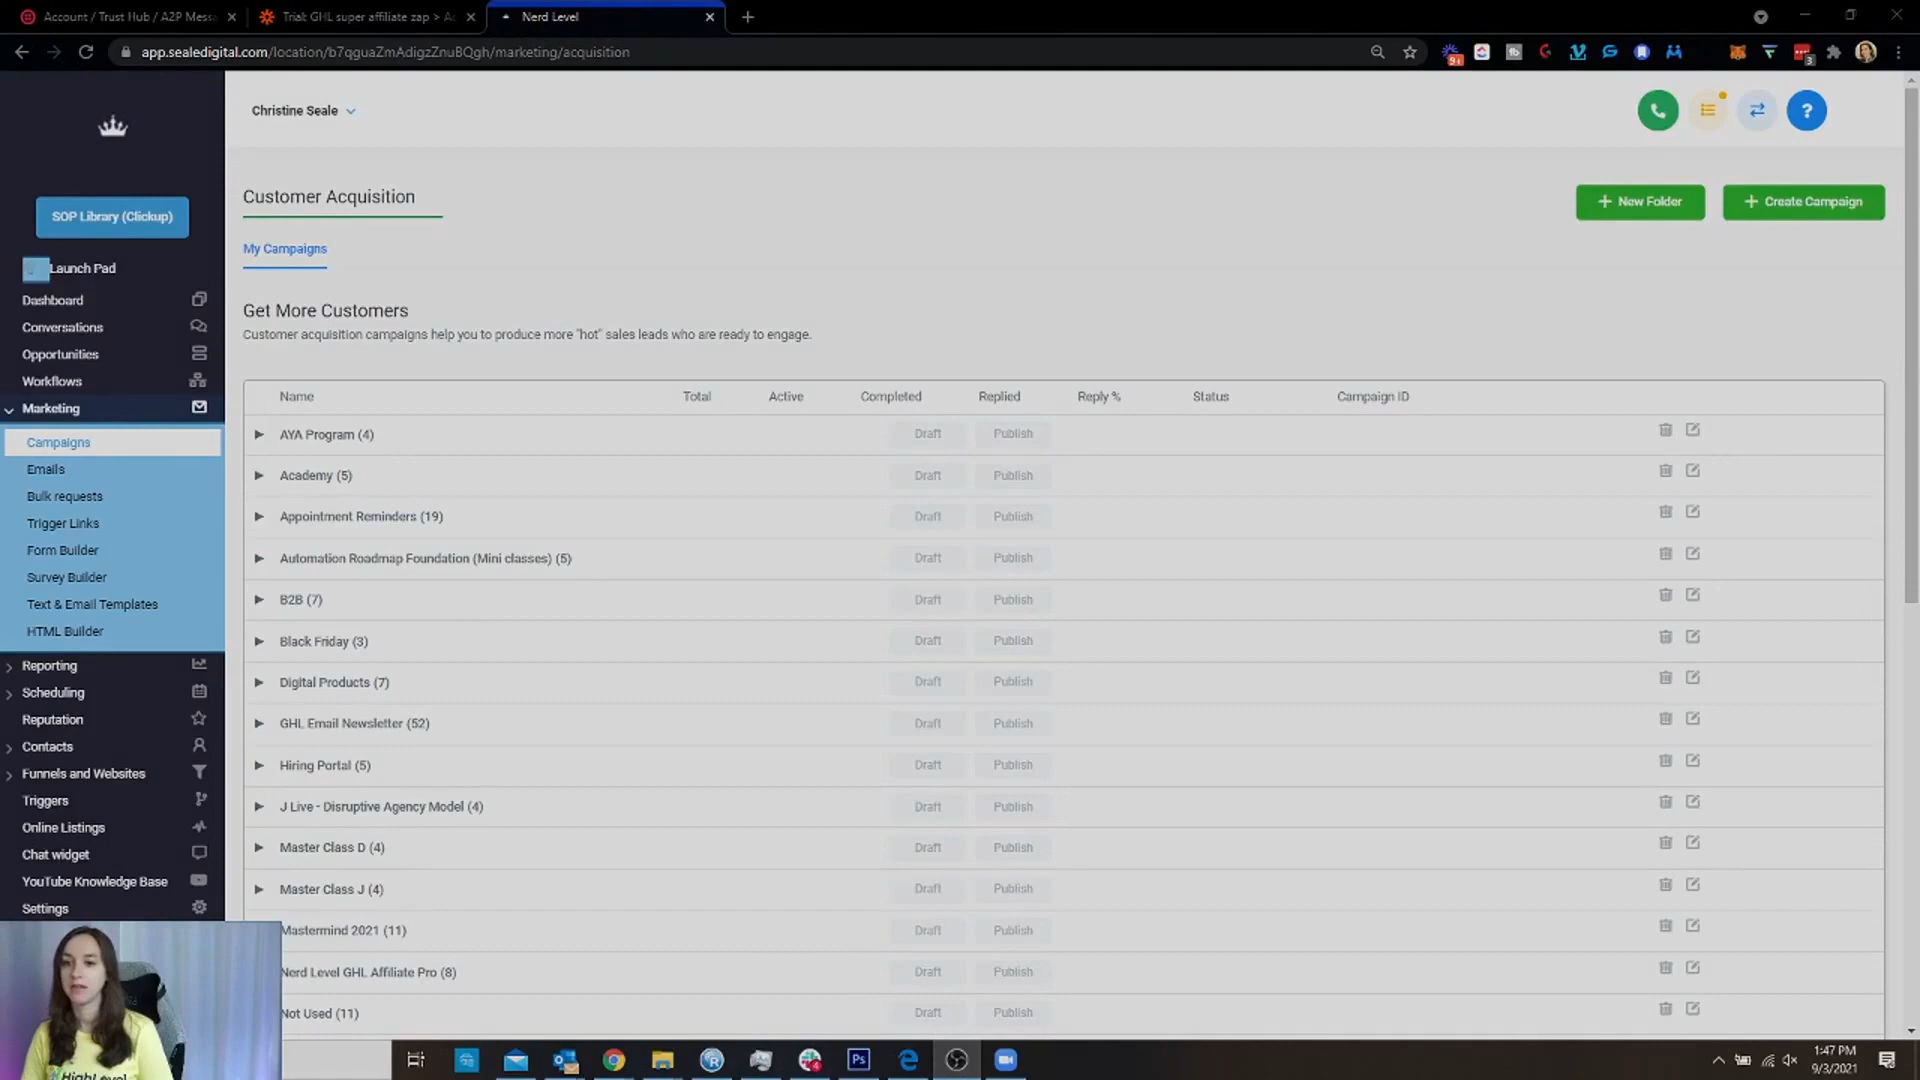 Account / Trust Hub / A2P Messa
Trial: GHL super affiliate zap > Ac
Nerd Level
app.sealedigital.com/location/b7qguaZmAdigzZnuBQgh/marketing/acquisition
9+
3
Christine Seale
?
SOP Library (Clickup)
Launch Pad
Dashboard
Conversations
Opportunities
Workflows
Marketing
Campaigns
Emails
Bulk requests
Trigger Links
Form Builder
Survey Builder
Text & Email Templates
HTML Builder
Reporting
Scheduling
Reputation
Contacts
Funnels and Websites
Triggers
Online Listings
Chat widget
YouTube Knowledge Base
Settings
Customer Acquisition
+ New Folder
+ Create Campaign
My Campaigns
Get More Customers
Customer acquisition campaigns help you to produce more "hot" sales leads who are ready to engage.
Name Total Active Completed Replied Reply % Status Campaign ID
AYA Program (4) Draft Publish
Academy (5) Draft Publish
Appointment Reminders (19) Draft Publish
Automation Roadmap Foundation (Mini classes) (5) Draft Publish
B2B (7) Draft Publish
Black Friday (3) Draft Publish
Digital Products (7) Draft Publish
GHL Email Newsletter (52) Draft Publish
Hiring Portal (5) Draft Publish
J Live - Disruptive Agency Model (4) Draft Publish
Master Class D (4) Draft Publish
Master Class J (4) Draft Publish
Mastermind 2021 (11) Draft Publish
Nerd Level GHL Affiliate Pro (8) Draft Publish
Not Used (11) Draft Publish
HighLevel
Ps
1:47 PM
9/3/2021